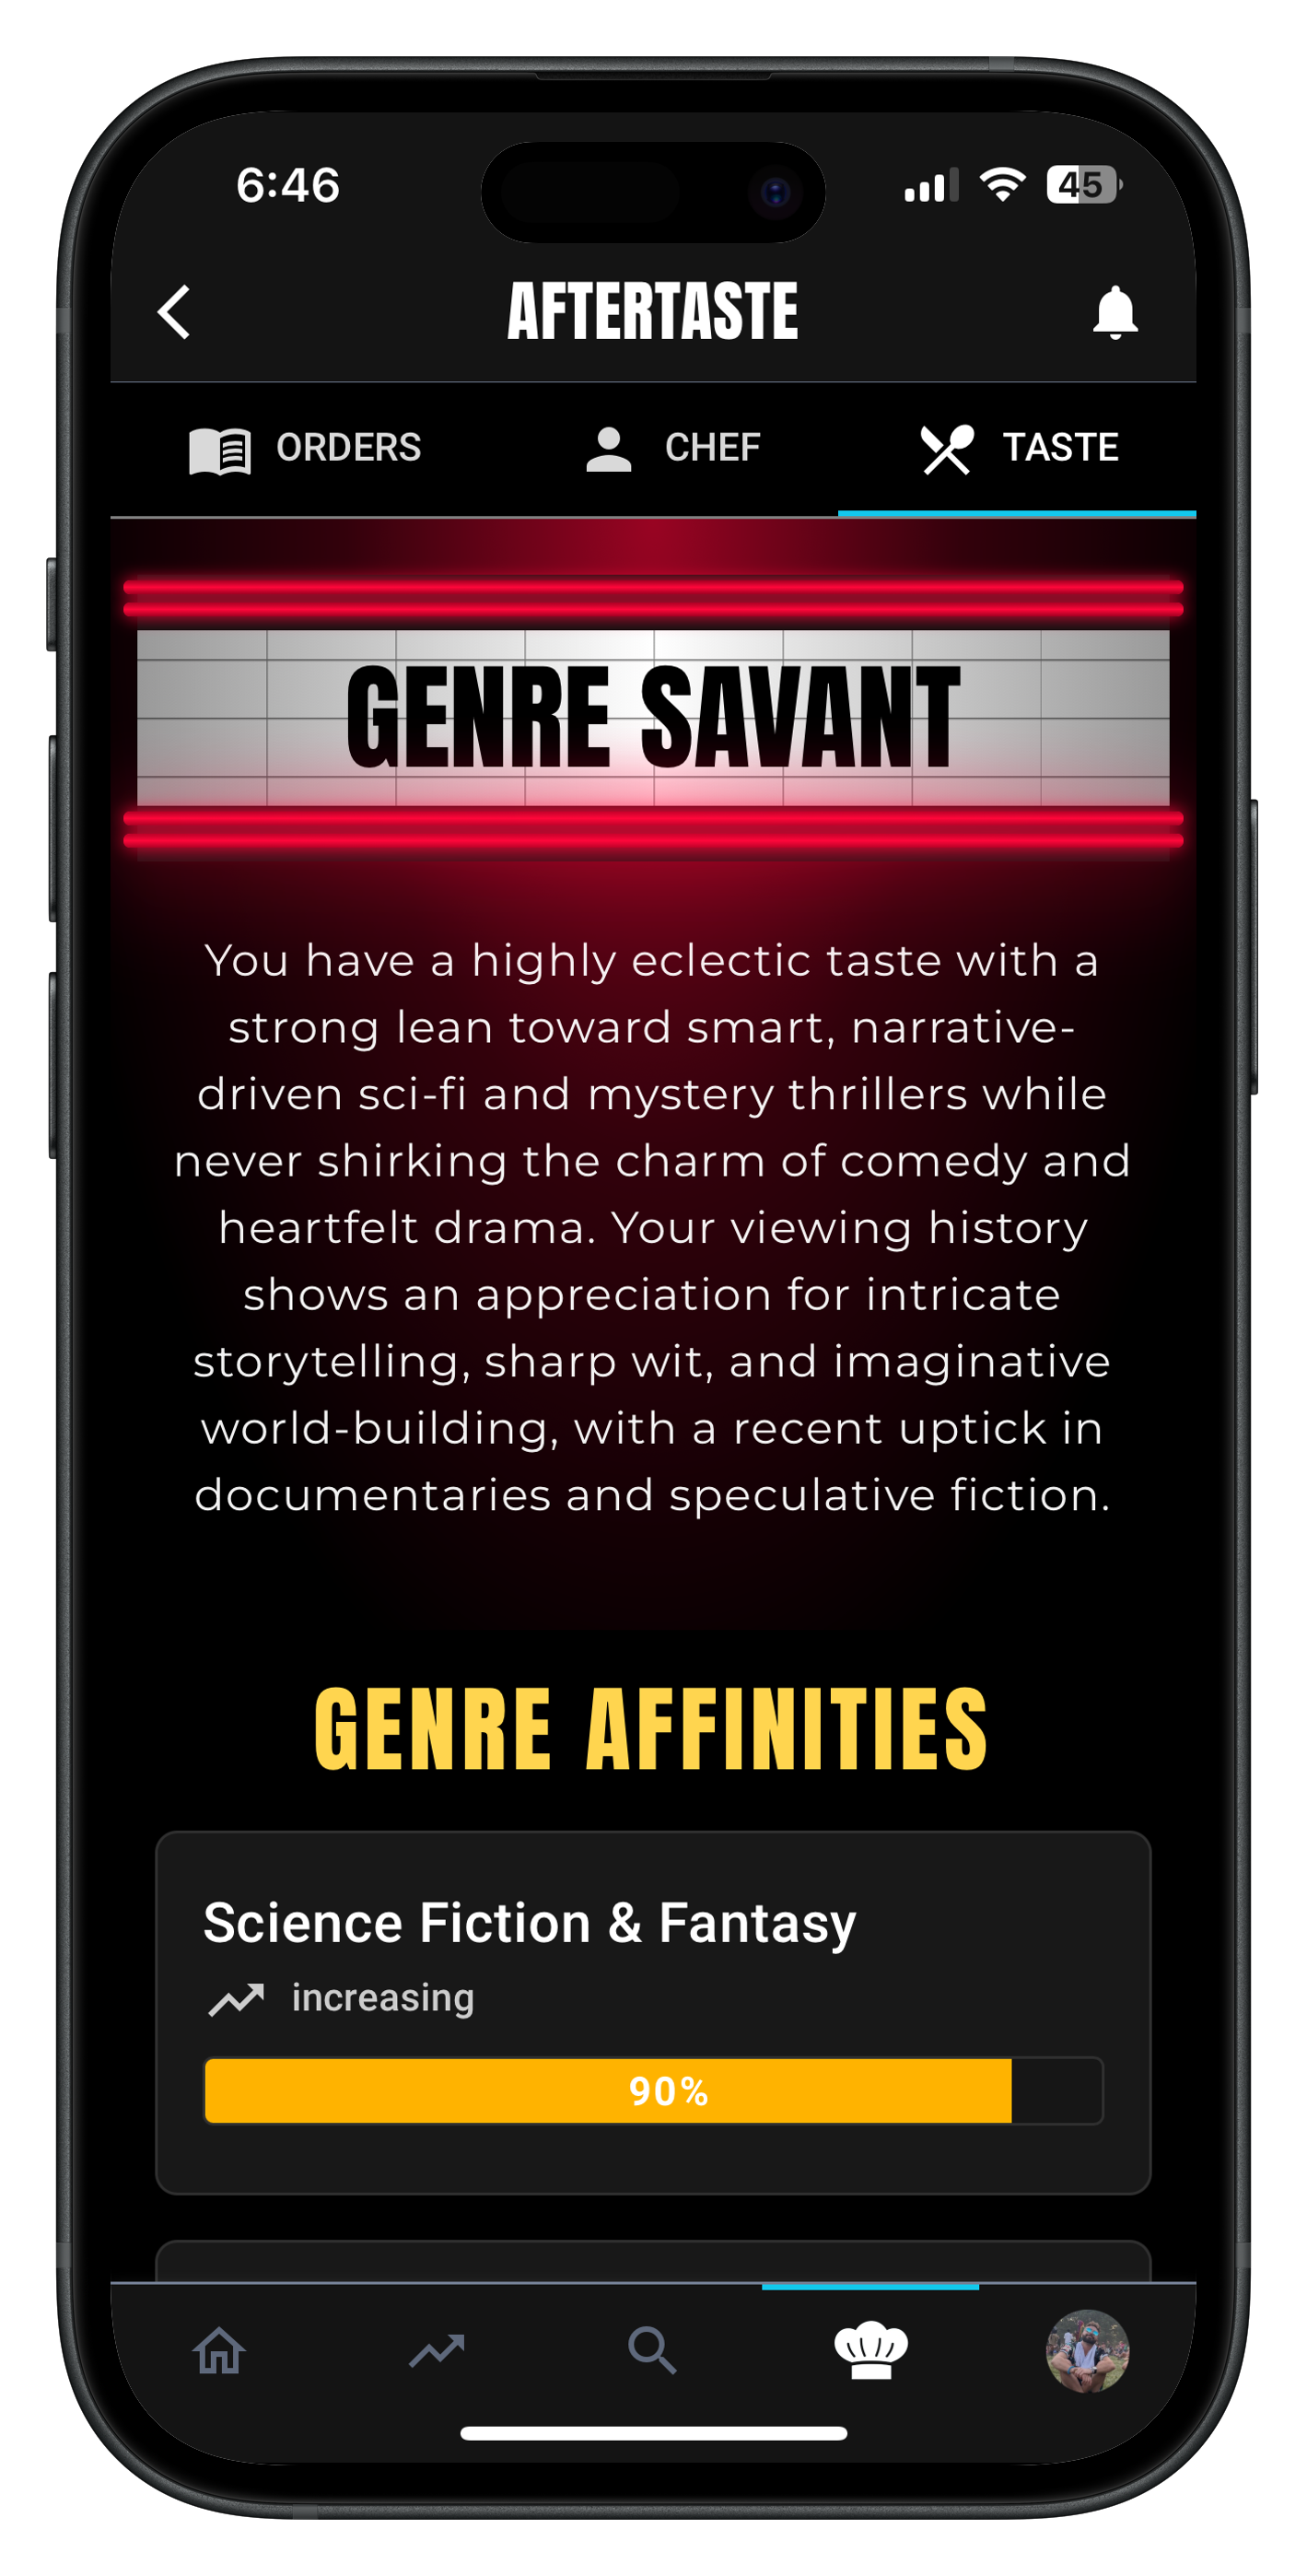 6:46
45
AFTERTASTE
ORDERS CHEF TASTE
GENRE SAVANT
You have a highly eclectic taste with a
strong lean toward smart, narrative-
driven sci-fi and mystery thrillers while
never shirking the charm of comedy and
heartfelt drama. Your viewing history
shows an appreciation for intricate
storytelling, sharp wit, and imaginative
world-building, with a recent uptick in
documentaries and speculative fiction.
GENRE AFFINITIES
Science Fiction & Fantasy
increasing
90%